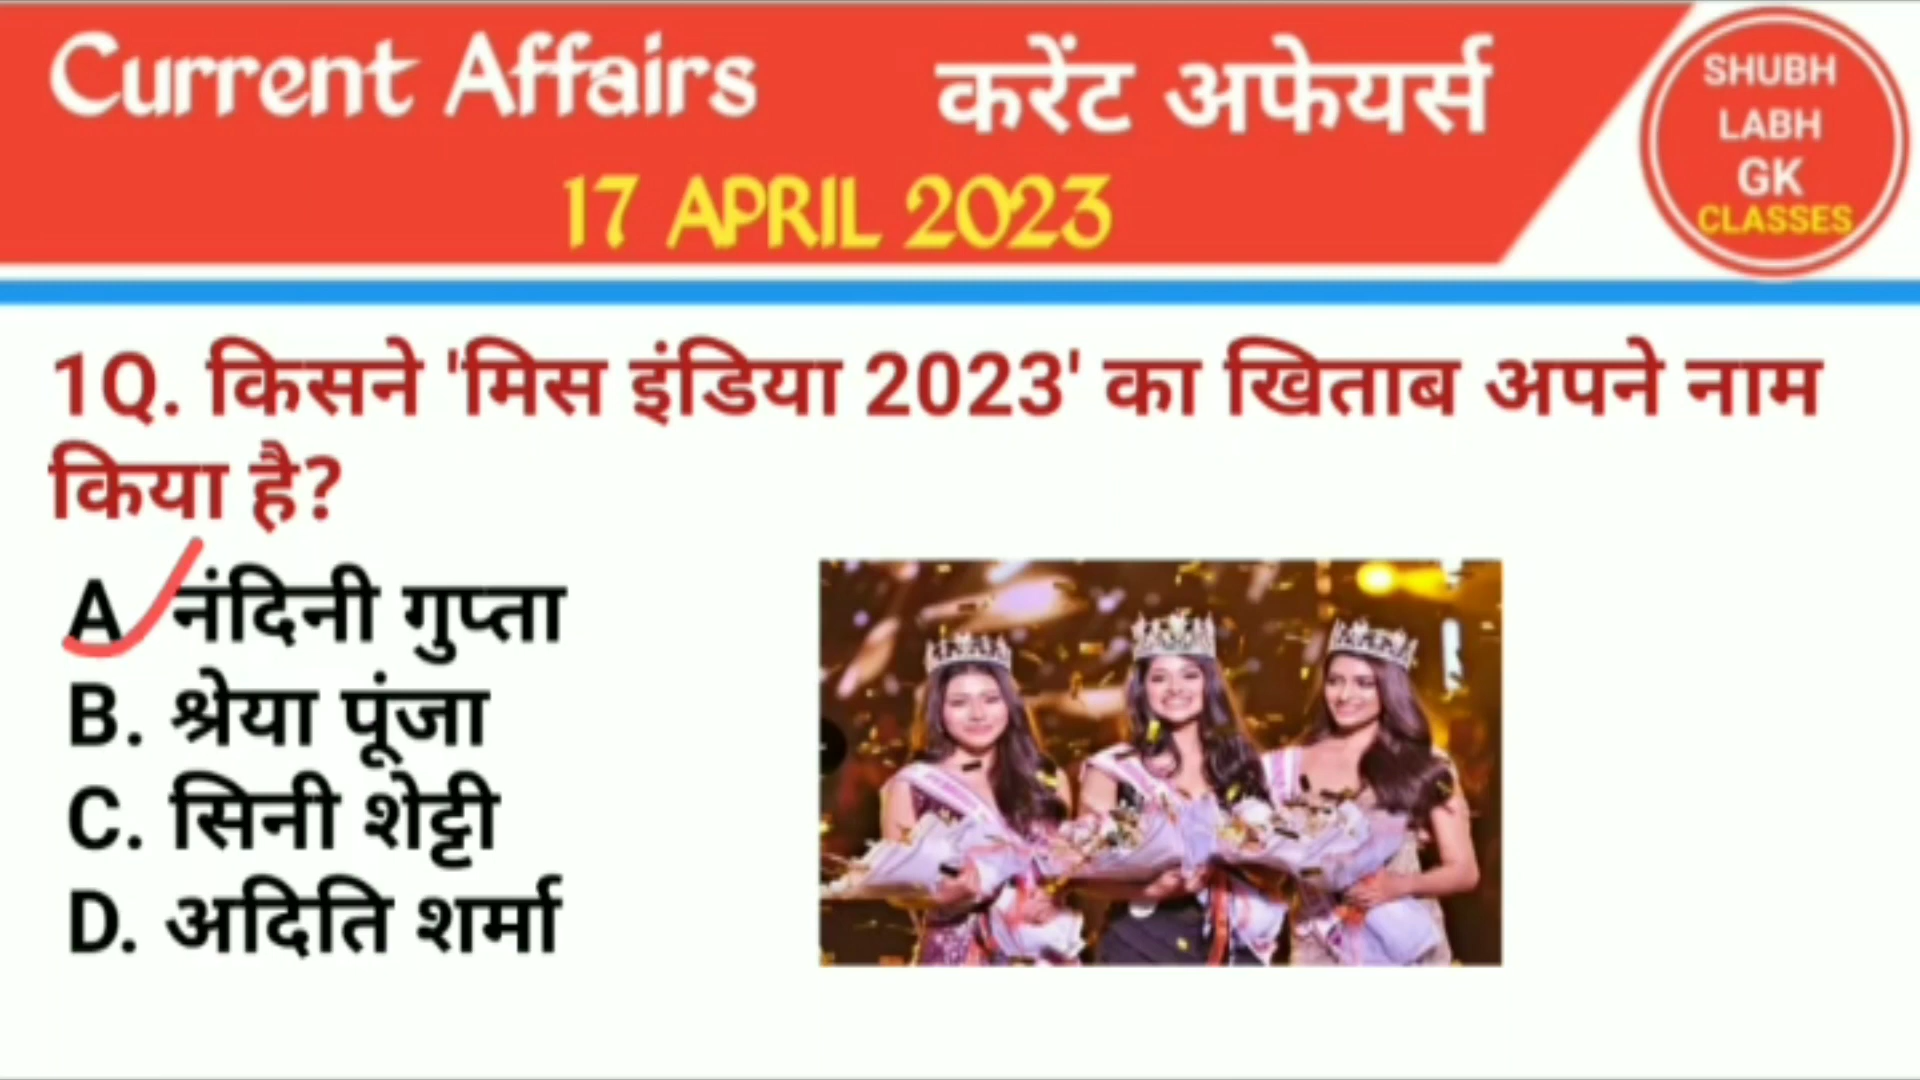 Current Affairs करेंट अफेयर्स
17 APRIL 2023
SHUBH
LABH
GK
CLASSES
1Q. किसने 'मिस इंडिया 2023' का खिताब अपने नाम
किया है?
A नंदिनी गुप्ता
B. श्रेया पूंजा
C. सिनी शेट्टी
D. अदिति शर्मा